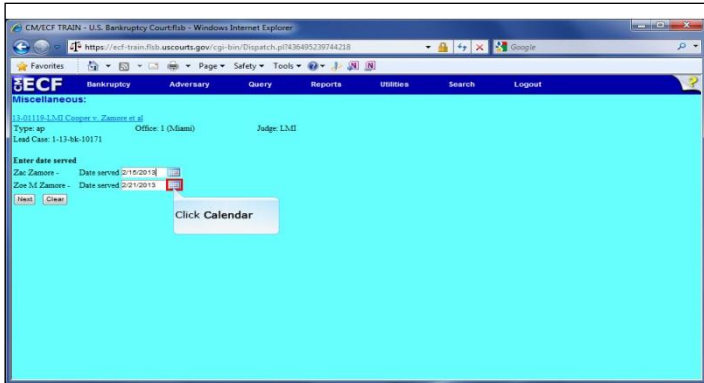 CM/ECF TRAIN - U.S. Bankruptcy Court:flsb - Windows Internet Explorer
https://ecf-train.flsb.uscourts.gov/cgi-bin/Dispatch.pl?436495239744218
Google
Favorites Page Safety Tools
ECF Bankruptcy Adversary Query Reports Utilities Search Logout
Miscellaneous:
13-01119-LMI Cooper v. Zamore et al
Type: ap Office: 1 (Miami) Judge: LMI
Lead Case: 1-13-bk-10171
Enter date served
Zac Zamore - Date served 2/15/2013
Zoe M Zamore - Date served 2/21/2013
Next Clear
Click Calendar